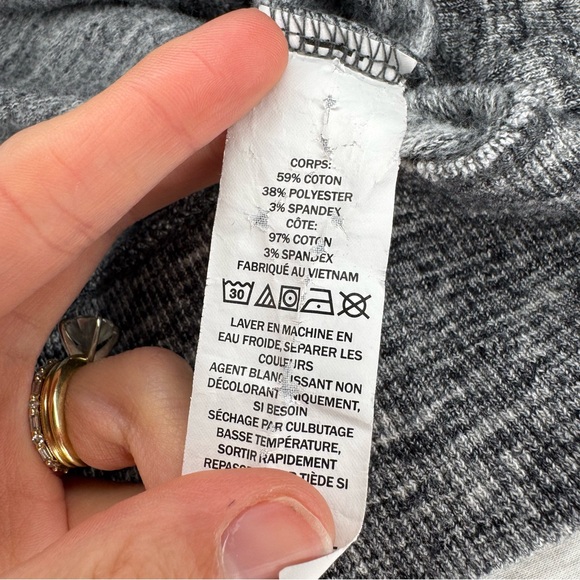 CORPS:
59% COTON
38% POLYESTER
3% SPANDEX
CÔTE:
97% COTON
3% SPANDEX
FABRIQUÉ AU VIETNAM
30
LAVER EN MACHINE EN
EAU FROIDE, SÉPARER LES
COULEURS
AGENT BLANCHISSANT NON
DÉCOLORANT UNIQUEMENT,
SI BESOIN
SÉCHAGE PAR CULBUTAGE
BASSE TEMPÉRATURE,
SORTIR RAPIDEMENT
TIÈDE SI